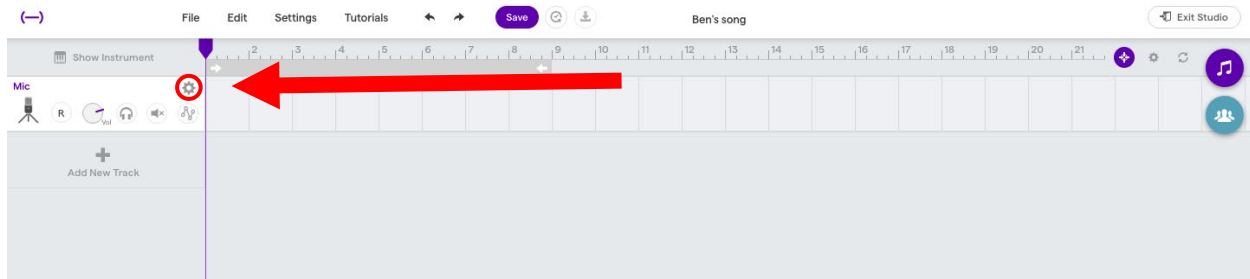 (—) File Edit Settings Tutorials Save Ben's song Exit Studio
Show Instrument 2 3 4 5 6 7 8 9 10 11 12 13 14 15 16 17 18 19 20 21
Mic
R Vol
Add New Track